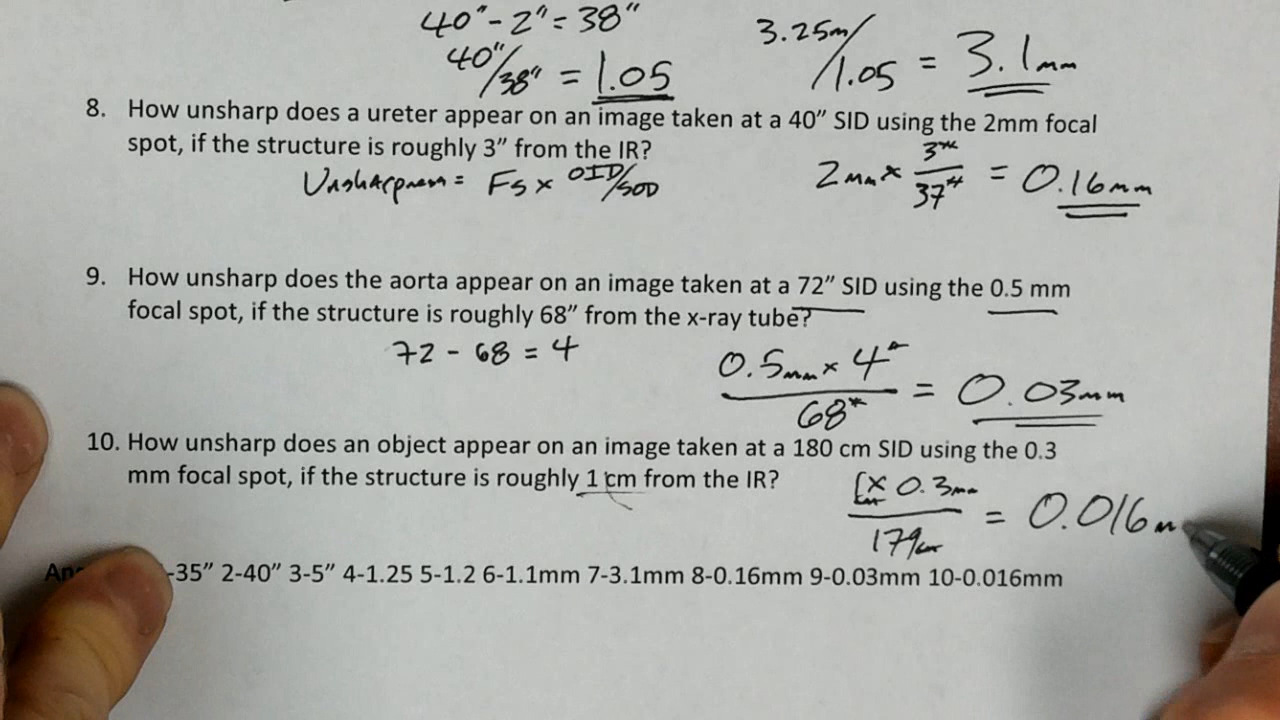 40" - 2" = 38"
40"/38" = 1.05
3.25m/1.05 = 3.1mm
8. How unsharp does a ureter appear on an image taken at a 40” SID using the 2mm focal
spot, if the structure is roughly 3” from the IR?
Unsharpness = FS x OID/SOD
2mm x 3"/37" = 0.16mm
9. How unsharp does the aorta appear on an image taken at a 72” SID using the 0.5 mm
focal spot, if the structure is roughly 68” from the x-ray tube?
72 - 68 = 4
0.5mm x 4"
68"
= 0.03mm
10. How unsharp does an object appear on an image taken at a 180 cm SID using the 0.3
mm focal spot, if the structure is roughly 1 cm from the IR?
1cm x 0.3mm
179cm
= 0.016m
-35” 2-40” 3-5” 4-1.25 5-1.2 6-1.1mm 7-3.1mm 8-0.16mm 9-0.03mm 10-0.016mm